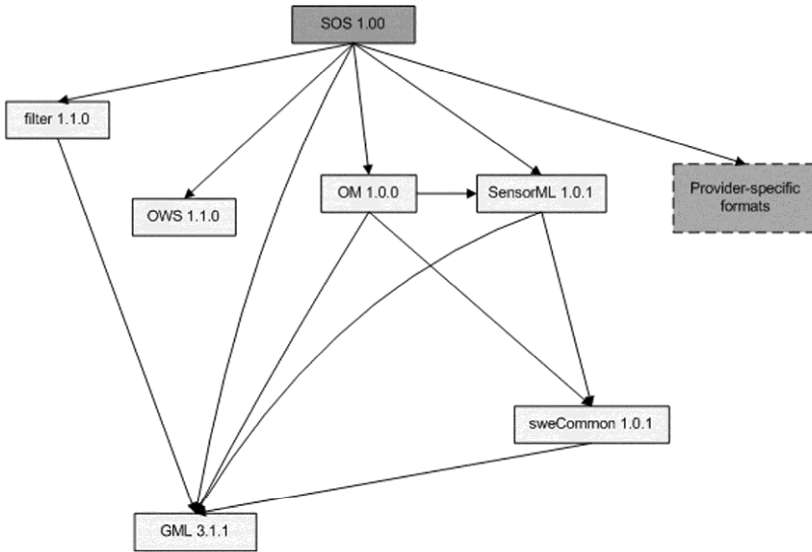 SOS 1.00
filter 1.1.0
OWS 1.1.0
OM 1.0.0
SensorML 1.0.1
Provider-specific
formats
sweCommon 1.0.1
GML 3.1.1